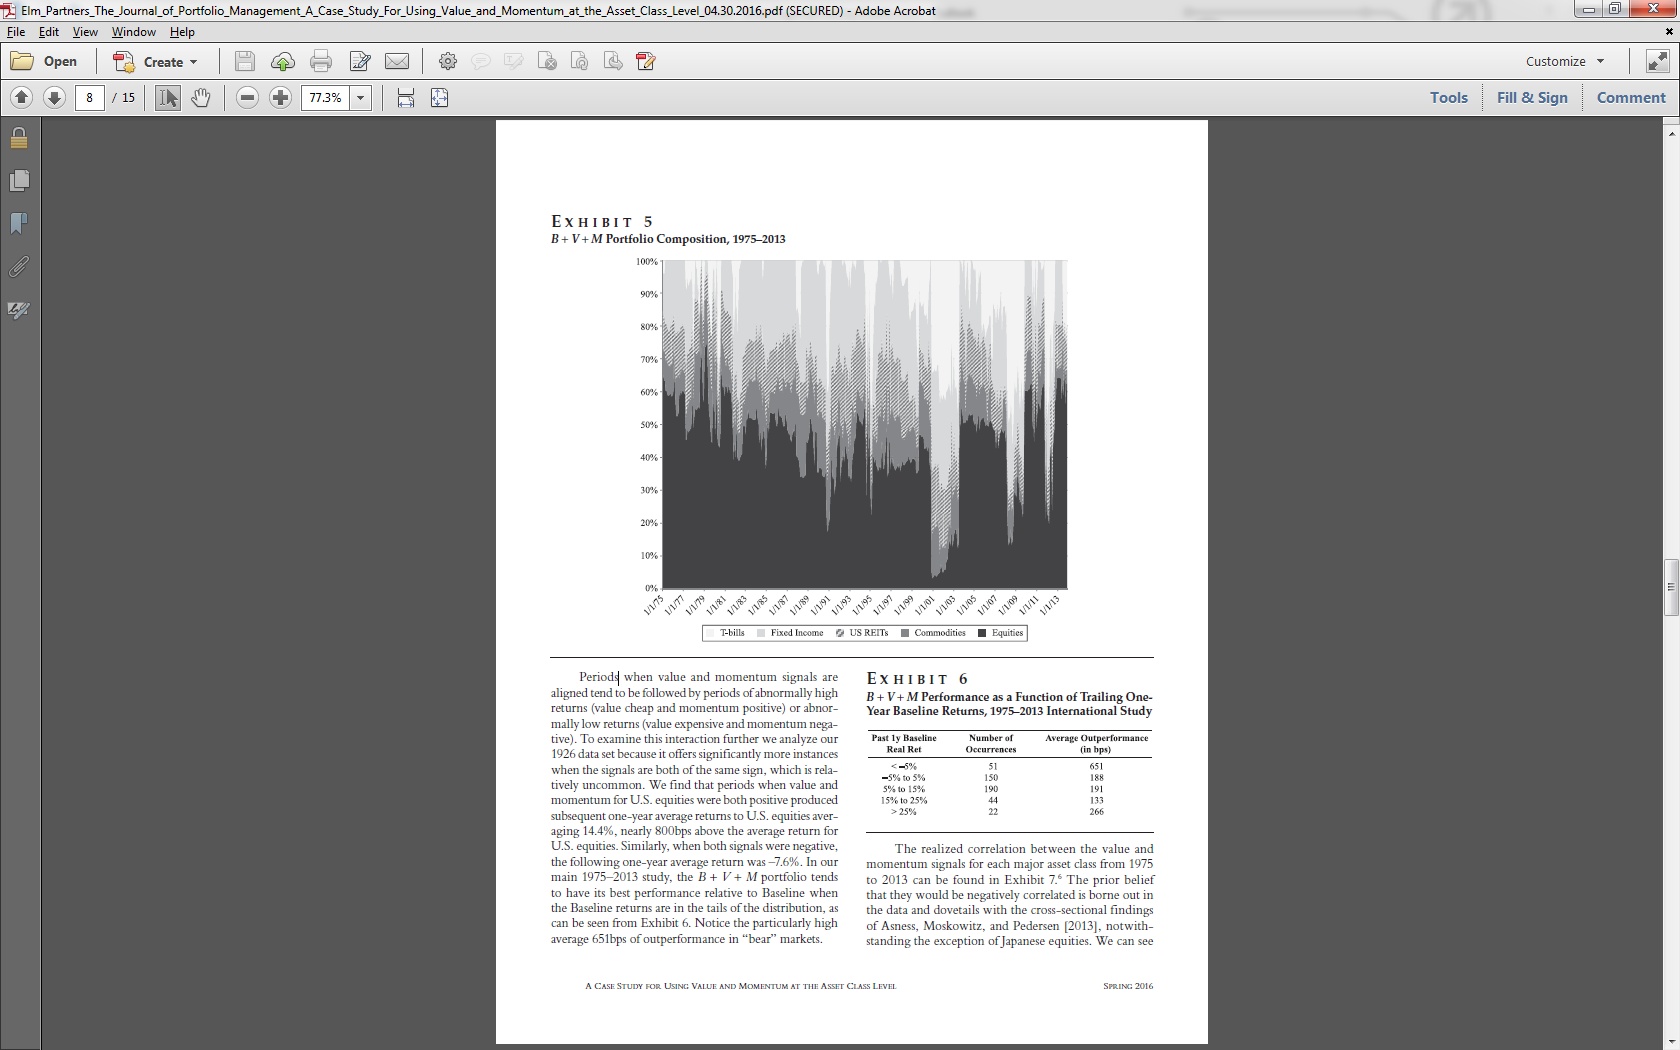 Elm_Partners_The_Journal_of_Portfolio_Management_A_Case_Study_For_Using_Value_and_Momentum_at_the_Asset_Class_Level_04.30.2016.pdf (SECURED) - Adobe Acrobat
File Edit View Window Help
Open Create Customize
8 / 15 77.3% Tools Fill & Sign Comment
EXHIBIT 5
B + V + M Portfolio Composition, 1975–2013
100%
90%
80%
70%
60%
50%
40%
30%
20%
10%
0%
1/1/75 1/1/77 1/1/79 1/1/81 1/1/83 1/1/85 1/1/87 1/1/89 1/1/91 1/1/93 1/1/95 1/1/97 1/1/99 1/1/01 1/1/03 1/1/05 1/1/07 1/1/09 1/1/11 1/1/13
T-bills Fixed Income US REITs Commodities Equities
Periods when value and momentum signals are
aligned tend to be followed by periods of abnormally high
returns (value cheap and momentum positive) or abnor-
mally low returns (value expensive and momentum nega-
tive). To examine this interaction further we analyze our
1926 data set because it offers significantly more instances
when the signals are both of the same sign, which is rela-
tively uncommon. We find that periods when value and
momentum for U.S. equities were both positive produced
subsequent one-year average returns to U.S. equities aver-
aging 14.4%, nearly 800bps above the average return for
U.S. equities. Similarly, when both signals were negative,
the following one-year average return was –7.6%. In our
main 1975–2013 study, the B + V + M portfolio tends
to have its best performance relative to Baseline when
the Baseline returns are in the tails of the distribution, as
can be seen from Exhibit 6. Notice the particularly high
average 651bps of outperformance in “bear” markets.
EXHIBIT 6
B + V + M Performance as a Function of Trailing One-
Year Baseline Returns, 1975–2013 International Study
Past 1y Baseline Number of Average Outperformance
Real Ret Occurrences (in bps)
< –5% 51 651
–5% to 5% 150 188
5% to 15% 190 191
15% to 25% 44 133
> 25% 22 266
The realized correlation between the value and
momentum signals for each major asset class from 1975
to 2013 can be found in Exhibit 7.⁶ The prior belief
that they would be negatively correlated is borne out in
the data and dovetails with the cross-sectional findings
of Asness, Moskowitz, and Pedersen [2013], notwith-
standing the exception of Japanese equities. We can see
A CASE STUDY FOR USING VALUE AND MOMENTUM AT THE ASSET CLASS LEVEL SPRING 2016